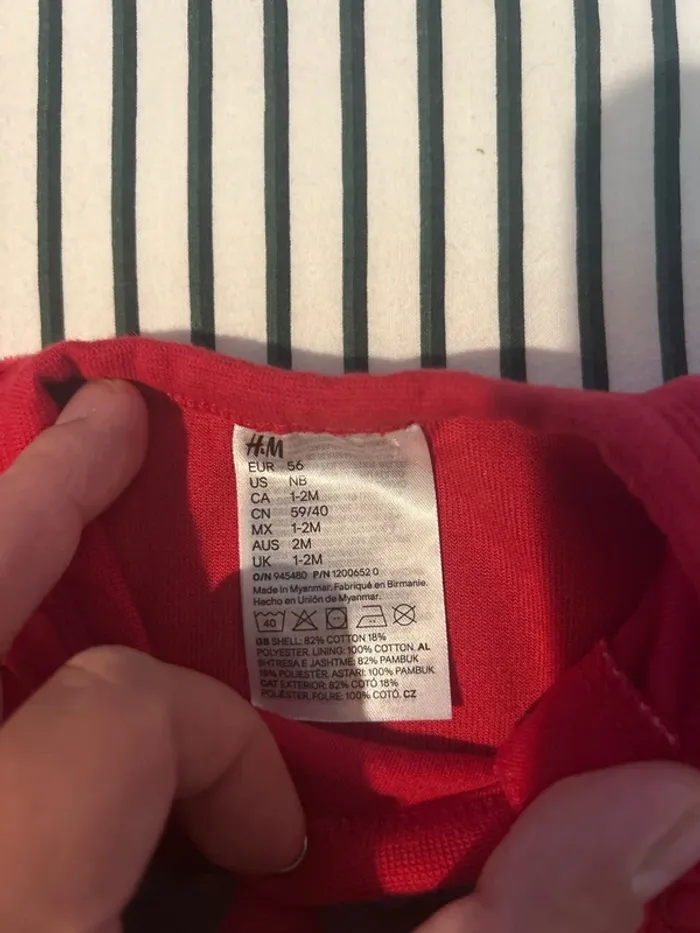 H&M
EUR 56
US NB
CA 1-2M
CN 59/40
MX 1-2M
AUS 2M
UK 1-2M
O/N 945480 P/N 1200652 0
Made in Myanmar. Fabriqué en Birmanie.
Hecho en Unión de Myanmar.
40
GB SHELL: 82% COTTON 18%
POLYESTER. LINING: 100% COTTON. AL
SHTRESA E JASHTME: 82% PAMBUK
18% POLIESTËR. ASTARI: 100% PAMBUK.
CAT EXTERIOR: 82% COTÓ 18%
POLIÈSTER. FOLRE: 100% COTÓ. CZ